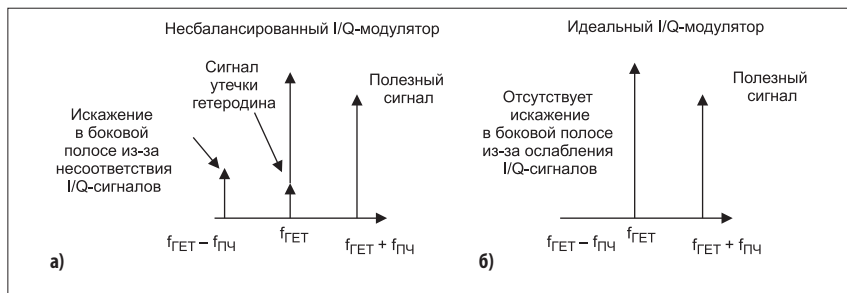 Несбалансированный I/Q-модулятор
Сигнал
утечки
гетеродина
Полезный
сигнал
Искажение
в боковой
полосе из-за
несоответствия
I/Q-сигналов
fГЕТ – fПЧ
fГЕТ
fГЕТ + fПЧ
а)
Идеальный I/Q-модулятор
Полезный
сигнал
Отсутствует
искажение
в боковой полосе
из-за ослабления
I/Q-сигналов
fГЕТ – fПЧ
fГЕТ
fГЕТ + fПЧ
б)